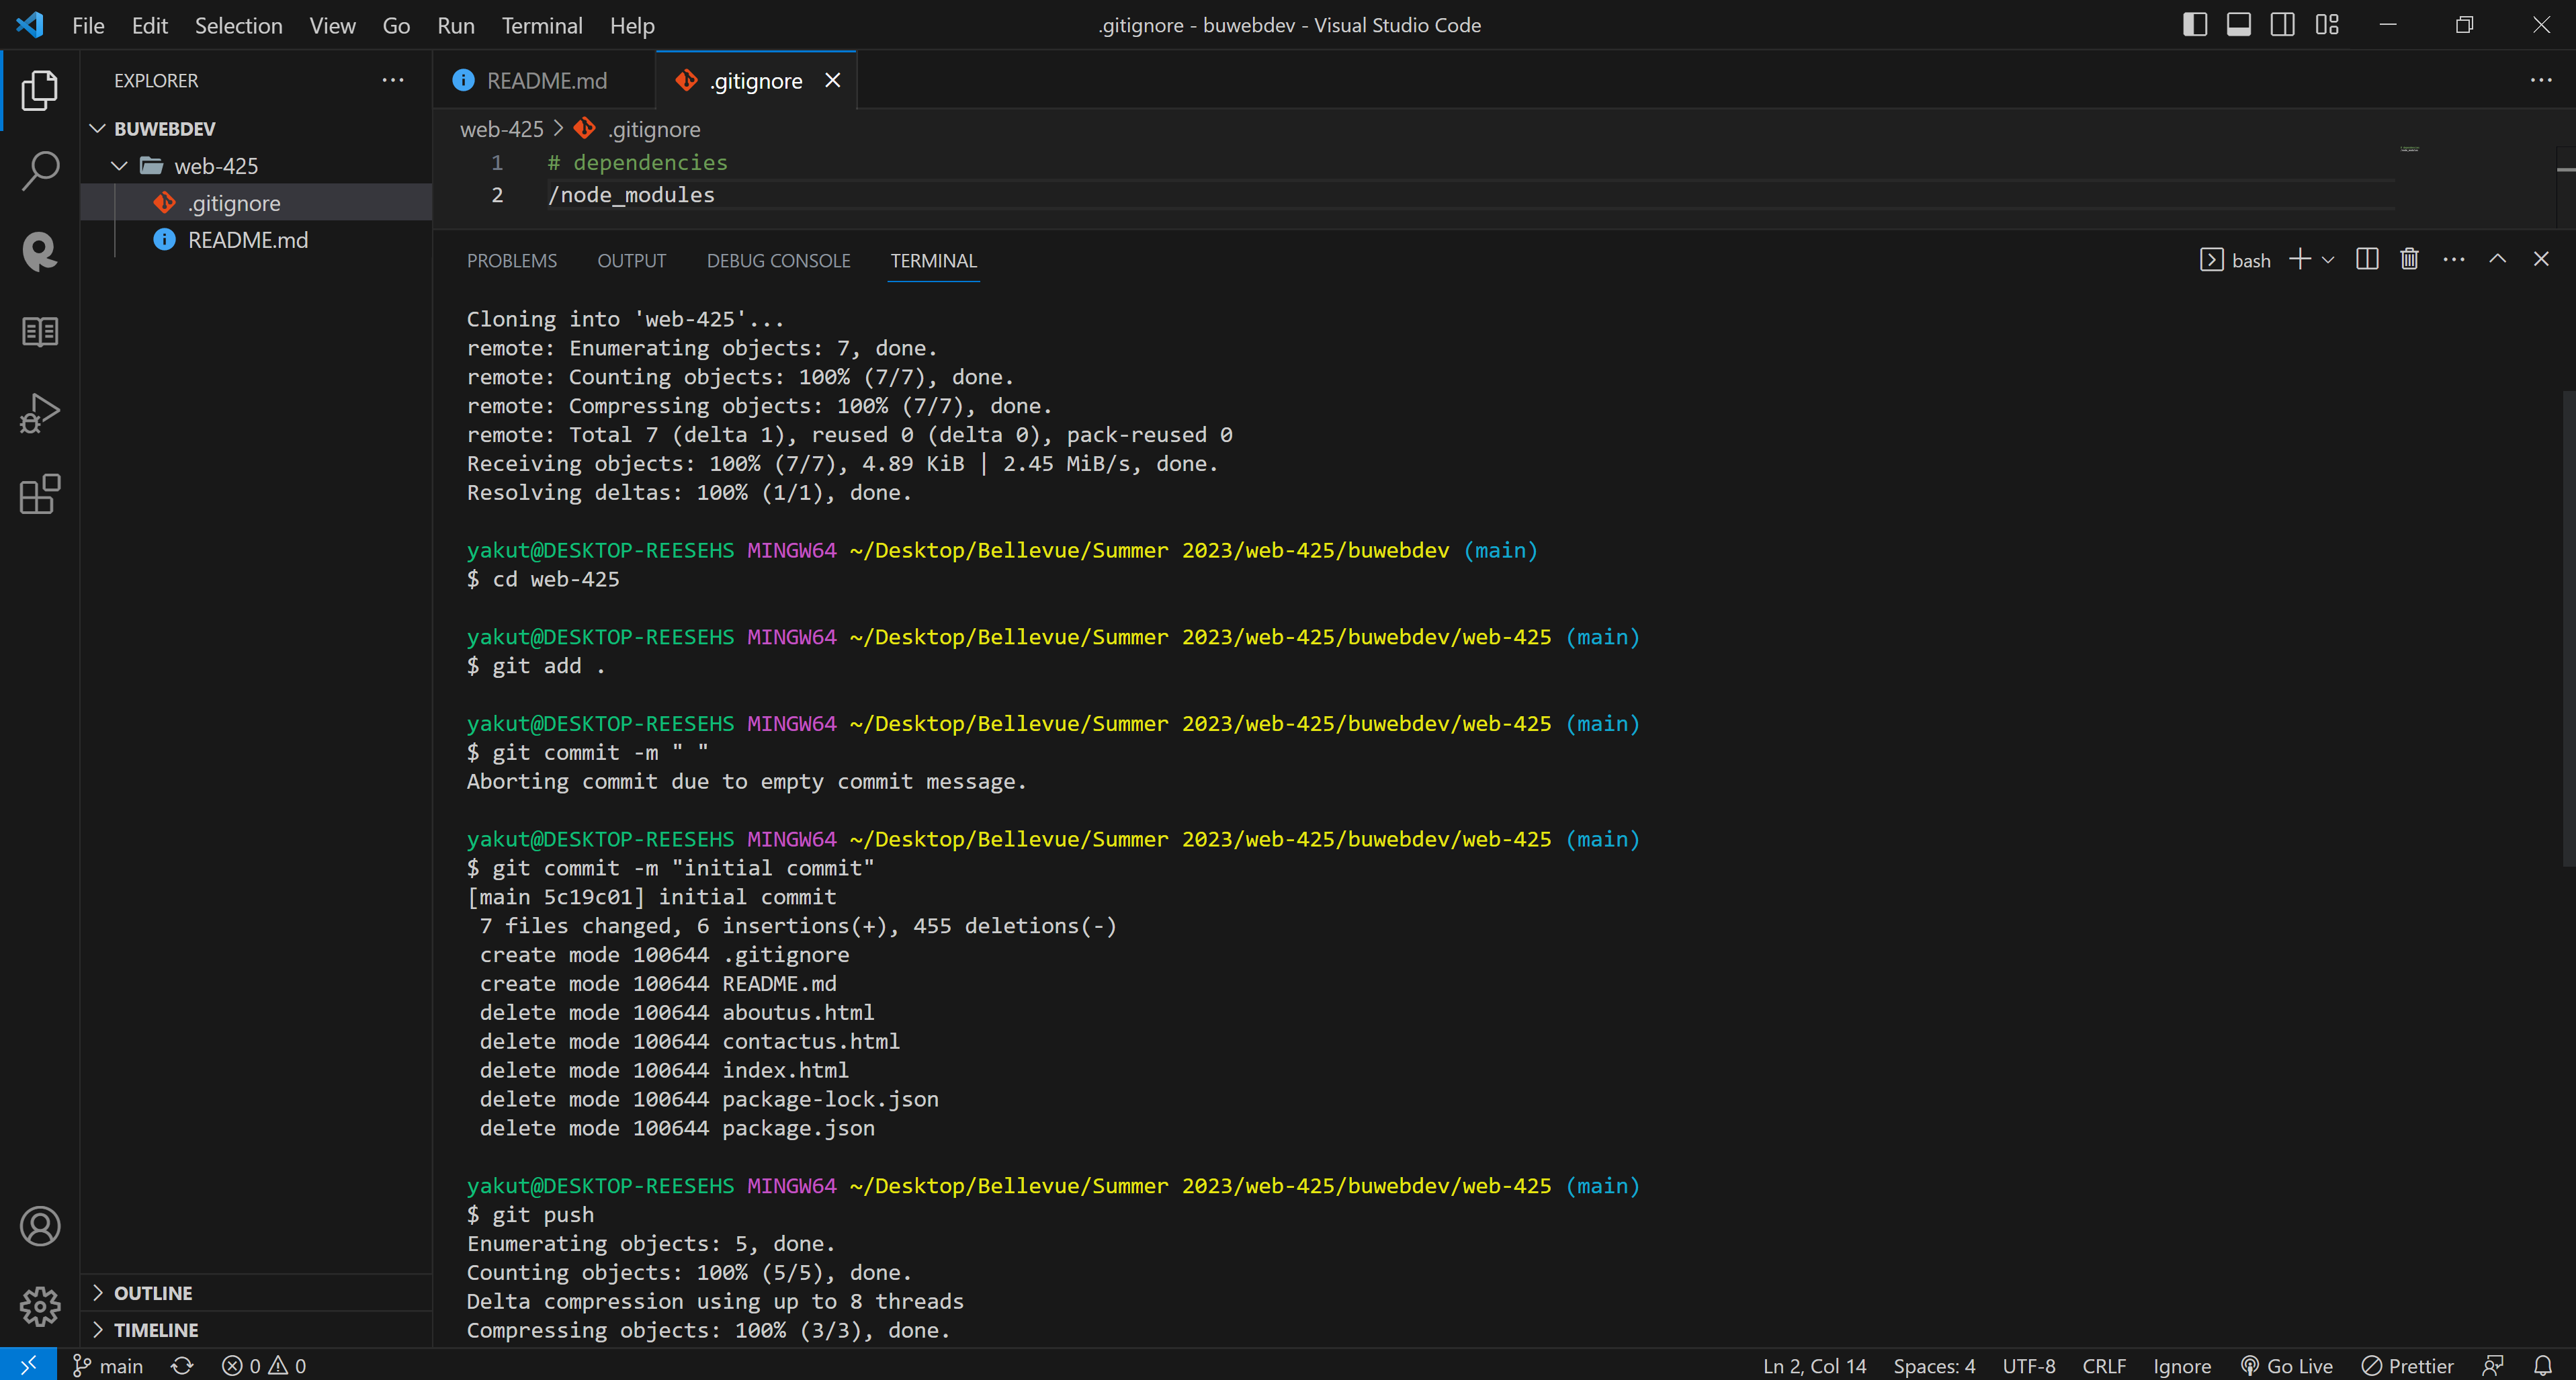 File Edit Selection View Go Run Terminal Help
.gitignore - buwebdev - Visual Studio Code
EXPLORER
BUWEBDEV
web-425
.gitignore
README.md
README.md
.gitignore
web-425 > .gitignore
1 # dependencies
2 /node_modules
PROBLEMS OUTPUT DEBUG CONSOLE TERMINAL
bash
Cloning into 'web-425'...
remote: Enumerating objects: 7, done.
remote: Counting objects: 100% (7/7), done.
remote: Compressing objects: 100% (7/7), done.
remote: Total 7 (delta 1), reused 0 (delta 0), pack-reused 0
Receiving objects: 100% (7/7), 4.89 KiB | 2.45 MiB/s, done.
Resolving deltas: 100% (1/1), done.
yakut@DESKTOP-REESEHS MINGW64 ~/Desktop/Bellevue/Summer 2023/web-425/buwebdev (main)
$ cd web-425
yakut@DESKTOP-REESEHS MINGW64 ~/Desktop/Bellevue/Summer 2023/web-425/buwebdev/web-425 (main)
$ git add .
yakut@DESKTOP-REESEHS MINGW64 ~/Desktop/Bellevue/Summer 2023/web-425/buwebdev/web-425 (main)
$ git commit -m " "
Aborting commit due to empty commit message.
yakut@DESKTOP-REESEHS MINGW64 ~/Desktop/Bellevue/Summer 2023/web-425/buwebdev/web-425 (main)
$ git commit -m "initial commit"
[main 5c19c01] initial commit
7 files changed, 6 insertions(+), 455 deletions(-)
create mode 100644 .gitignore
create mode 100644 README.md
delete mode 100644 aboutus.html
delete mode 100644 contactus.html
delete mode 100644 index.html
delete mode 100644 package-lock.json
delete mode 100644 package.json
yakut@DESKTOP-REESEHS MINGW64 ~/Desktop/Bellevue/Summer 2023/web-425/buwebdev/web-425 (main)
$ git push
Enumerating objects: 5, done.
Counting objects: 100% (5/5), done.
Delta compression using up to 8 threads
Compressing objects: 100% (3/3), done.
OUTLINE
TIMELINE
main 0 0 Ln 2, Col 14 Spaces: 4 UTF-8 CRLF Ignore Go Live Prettier